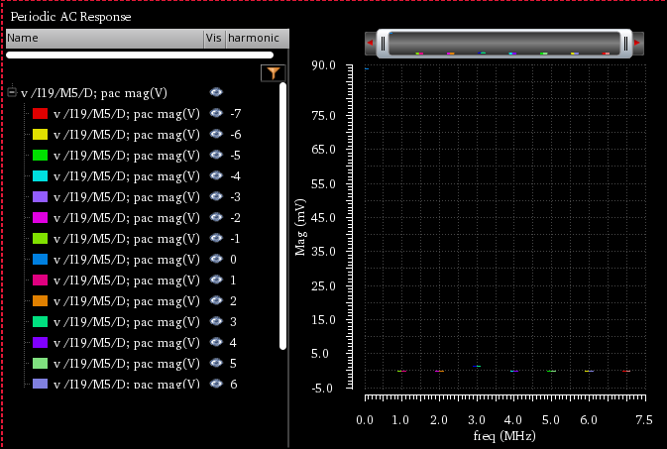 Periodic AC Response
Name Vis harmonic
v /I19/M5/D; pac mag(V)
v /I19/M5/D; pac mag(V) -7
v /I19/M5/D; pac mag(V) -6
v /I19/M5/D; pac mag(V) -5
v /I19/M5/D; pac mag(V) -4
v /I19/M5/D; pac mag(V) -3
v /I19/M5/D; pac mag(V) -2
v /I19/M5/D; pac mag(V) -1
v /I19/M5/D; pac mag(V) 0
v /I19/M5/D; pac mag(V) 1
v /I19/M5/D; pac mag(V) 2
v /I19/M5/D; pac mag(V) 3
v /I19/M5/D; pac mag(V) 4
v /I19/M5/D; pac mag(V) 5
v /I19/M5/D; pac mag(V) 6
90.0
75.0
65.0
55.0
45.0
35.0
25.0
15.0
5.0
-5.0
Mag (mV)
0.0 1.0 2.0 3.0 4.0 5.0 6.0 7.5
freq (MHz)